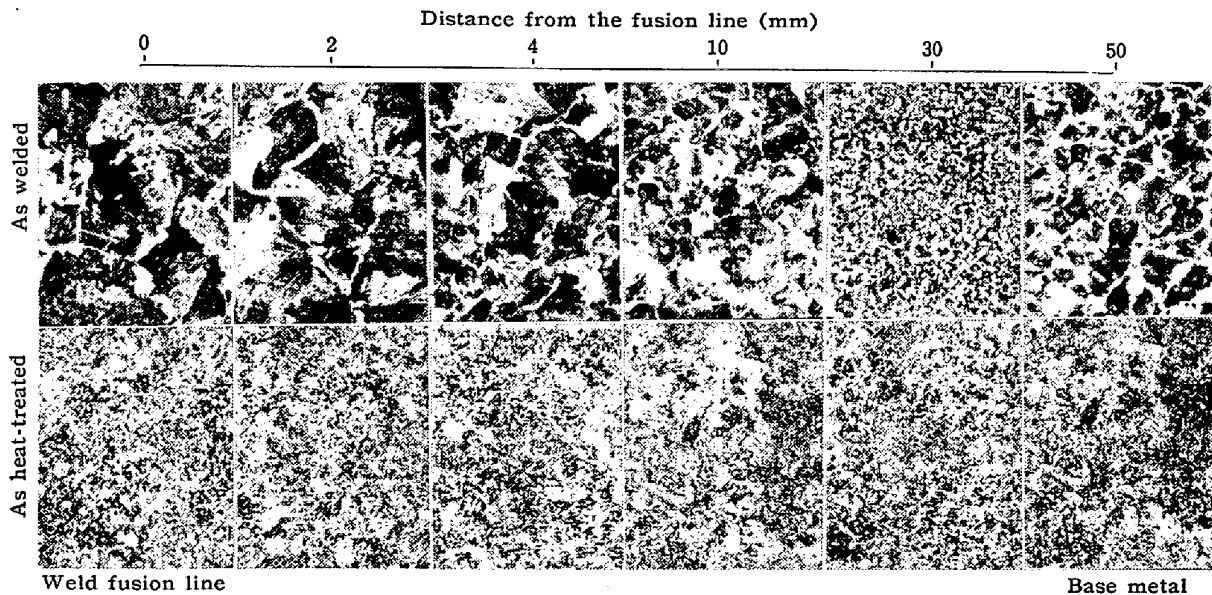 Distance from the fusion line (mm)
0 2 4 10 30 50
As welded
As heat-treated
Weld fusion line
Base metal